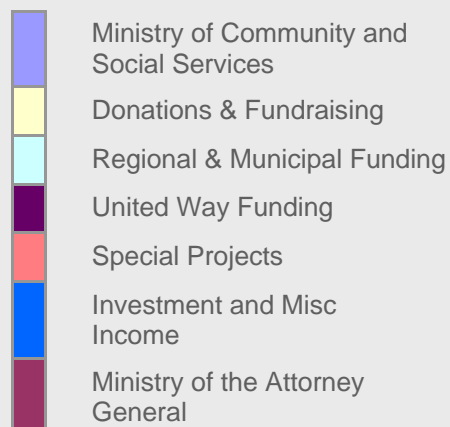 Ministry of Community and
Social Services
Donations & Fundraising
Regional & Municipal Funding
United Way Funding
Special Projects
Investment and Misc
Income
Ministry of the Attorney
General